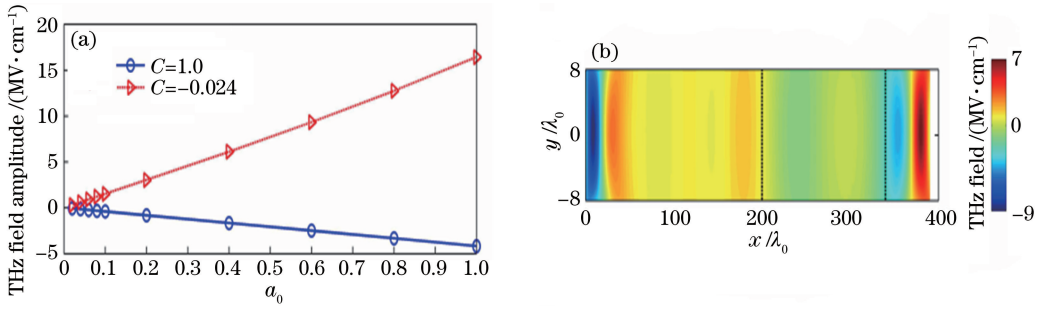 (a)
THz field amplitude /(MV·cm⁻¹)
20
15
10
5
0
−5
C=1.0
C=−0.024
0 0.1 0.2 0.3 0.4 0.5 0.6 0.7 0.8 0.9 1.0
a₀
(b)
y/λ₀
8
0
−8
0 100 200 300 400
x/λ₀
THz field /(MV·cm⁻¹)
7
0
−9